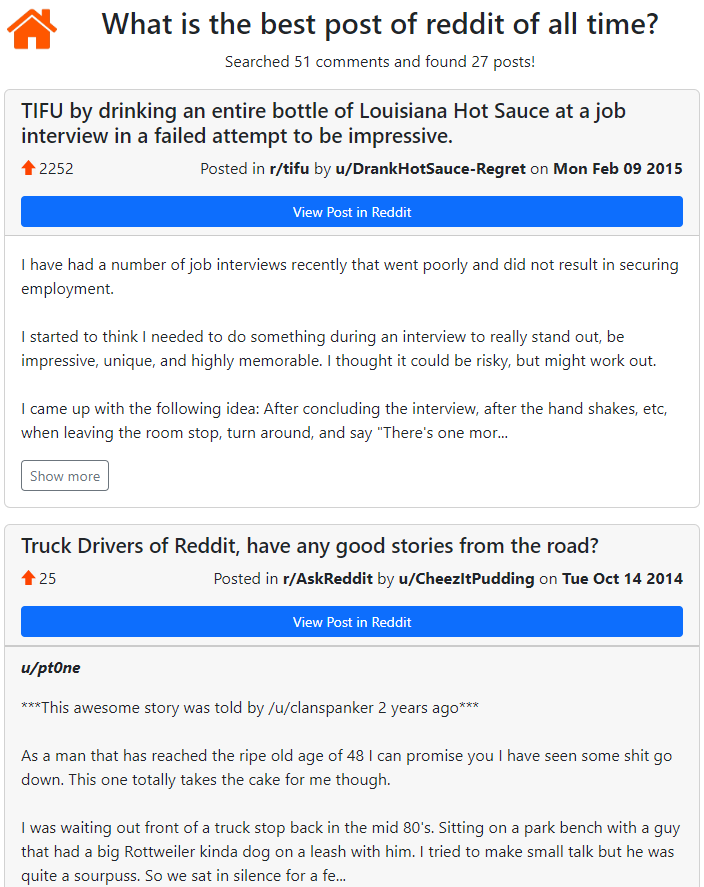 What is the best post of reddit of all time?
Searched 51 comments and found 27 posts!
TIFU by drinking an entire bottle of Louisiana Hot Sauce at a job
interview in a failed attempt to be impressive.
2252 Posted in r/tifu by u/DrankHotSauce-Regret on Mon Feb 09 2015
View Post in Reddit
I have had a number of job interviews recently that went poorly and did not result in securing
employment.
I started to think I needed to do something during an interview to really stand out, be
impressive, unique, and highly memorable. I thought it could be risky, but might work out.
I came up with the following idea: After concluding the interview, after the hand shakes, etc,
when leaving the room stop, turn around, and say "There's one mor...
Show more
Truck Drivers of Reddit, have any good stories from the road?
25 Posted in r/AskReddit by u/CheezItPudding on Tue Oct 14 2014
View Post in Reddit
u/pt0ne
***This awesome story was told by /u/clanspanker 2 years ago***
As a man that has reached the ripe old age of 48 I can promise you I have seen some shit go
down. This one totally takes the cake for me though.
I was waiting out front of a truck stop back in the mid 80's. Sitting on a park bench with a guy
that had a big Rottweiler kinda dog on a leash with him. I tried to make small talk but he was
quite a sourpuss. So we sat in silence for a fe...